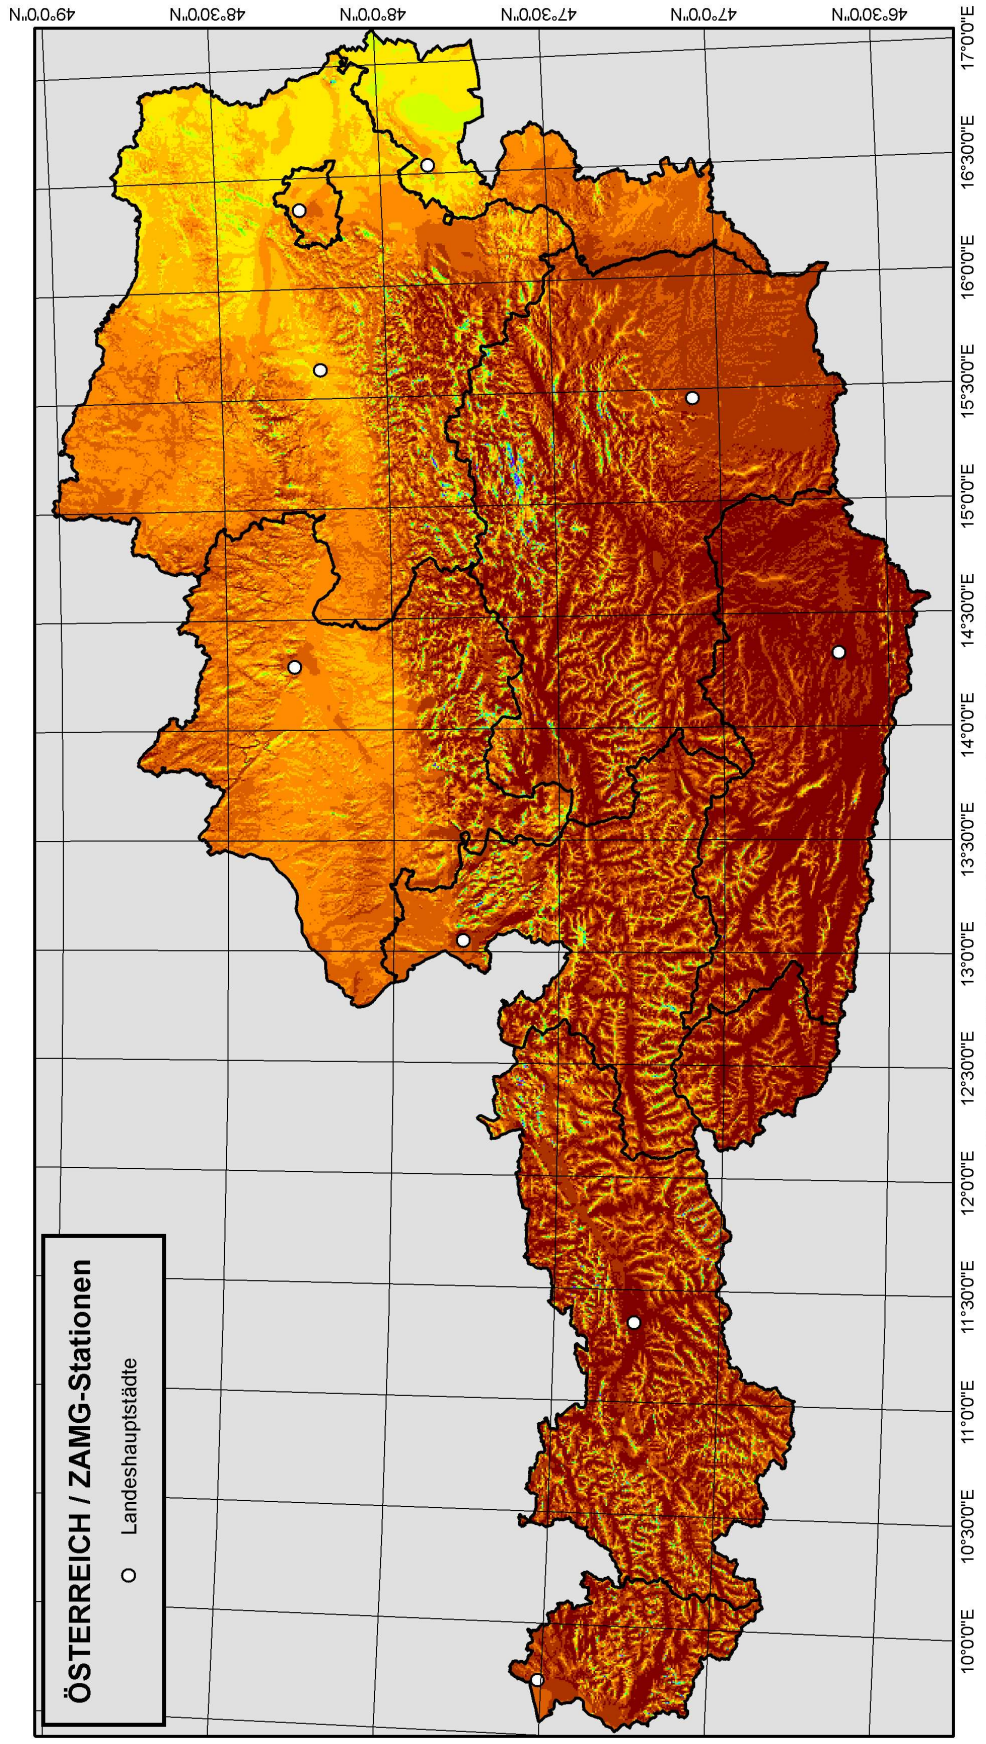 ÖSTERREICH / ZAMG-Stationen
Landeshauptstädte
49°0'0"N
48°30'0"N
48°0'0"N
47°30'0"N
47°0'0"N
46°30'0"N
10°0'0"E
10°30'0"E
11°0'0"E
11°30'0"E
12°0'0"E
12°30'0"E
13°0'0"E
13°30'0"E
14°0'0"E
14°30'0"E
15°0'0"E
15°30'0"E
16°0'0"E
16°30'0"E
17°0'0"E